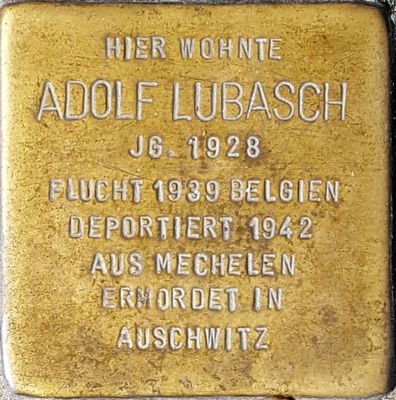 HIER WOHNTE
ADOLF LUBASCH
JG. 1928
FLUCHT 1939 BELGIEN
DEPORTIERT 1942
AUS MECHELEN
ERMORDET IN
AUSCHWITZ